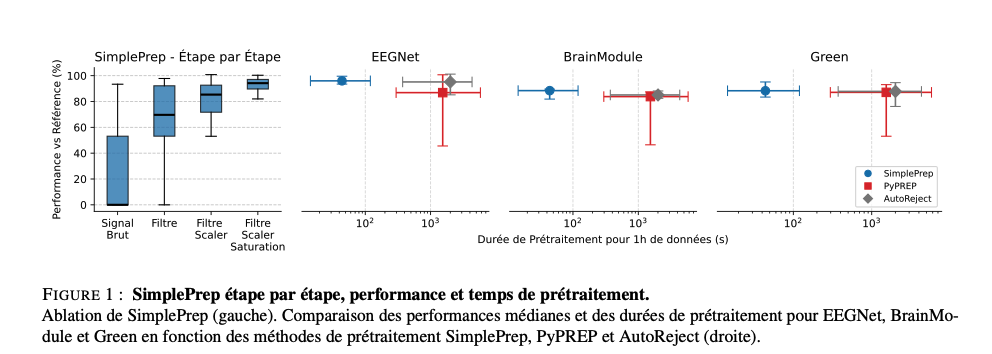 SimplePrep - Étape par Étape
EEGNet
BrainModule
Green
Performance vs Référence (%)
100
80
60
40
20
0
Signal
Brut
Filtre
Filtre
Scaler
Filtre
Scaler
Saturation
10²
10³
10²
10³
10²
10³
SimplePrep
PyPREP
AutoReject
Durée de Prétraitement pour 1h de données (s)
FIGURE 1 : SimplePrep étape par étape, performance et temps de prétraitement.
Ablation de SimplePrep (gauche). Comparaison des performances médianes et des durées de prétraitement pour EEGNet, BrainMo-
dule et Green en fonction des méthodes de prétraitement SimplePrep, PyPREP et AutoReject (droite).